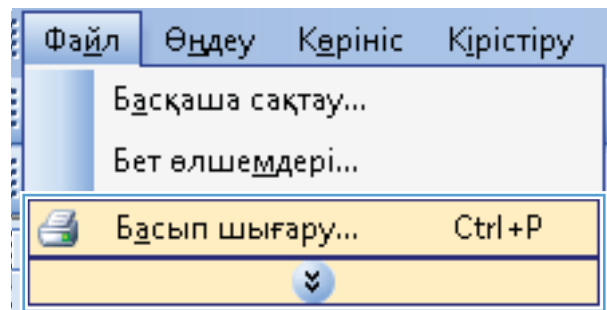 Файл Өңдеу Көрініс Кірістіру
Басқаша сақтау...
Бет өлшемдері...
Басып шығару... Ctrl+P